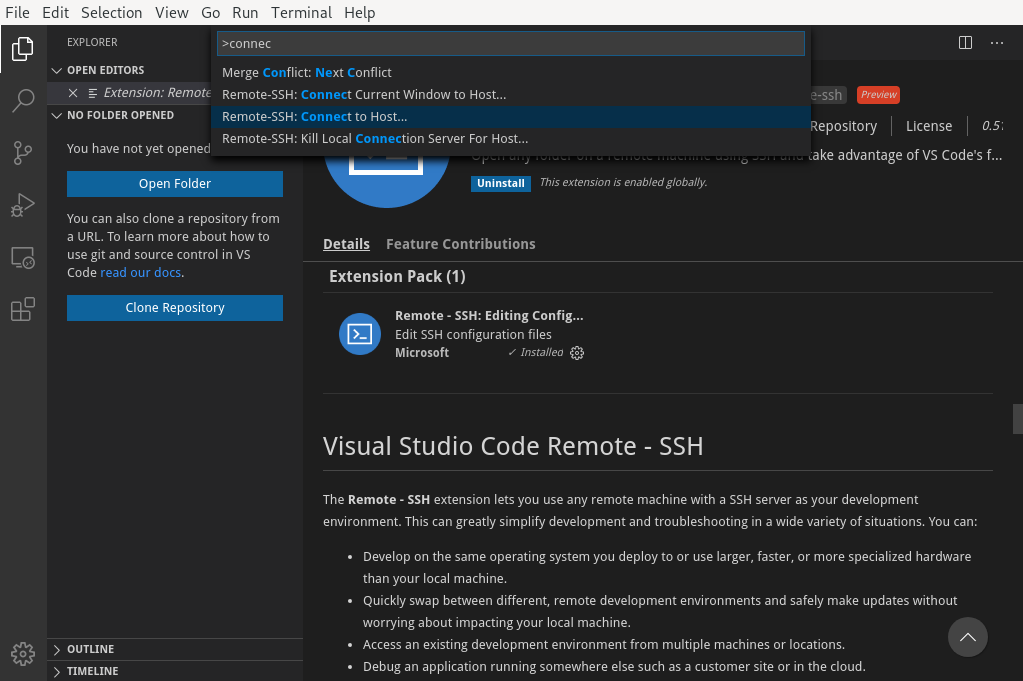 File Edit Selection View Go Run Terminal Help
EXPLORER
OPEN EDITORS
Extension: Remote
NO FOLDER OPENED
You have not yet opened
Open Folder
You can also clone a repository from
a URL. To learn more about how to
use git and source control in VS
Code read our docs.
Clone Repository
OUTLINE
TIMELINE
>connec
Merge Conflict: Next Conflict
Remote-SSH: Connect Current Window to Host...
Remote-SSH: Connect to Host...
Remote-SSH: Kill Local Connection Server For Host...
e-ssh Preview
Repository License 0.51
Open any folder on a remote machine using SSH and take advantage of VS Code's f...
Uninstall This extension is enabled globally.
Details Feature Contributions
Extension Pack (1)
Remote - SSH: Editing Config...
Edit SSH configuration files
Microsoft ✓ Installed
Visual Studio Code Remote - SSH
The Remote - SSH extension lets you use any remote machine with a SSH server as your development
environment. This can greatly simplify development and troubleshooting in a wide variety of situations. You can:
• Develop on the same operating system you deploy to or use larger, faster, or more specialized hardware
than your local machine.
• Quickly swap between different, remote development environments and safely make updates without
worrying about impacting your local machine.
• Access an existing development environment from multiple machines or locations.
• Debug an application running somewhere else such as a customer site or in the cloud.